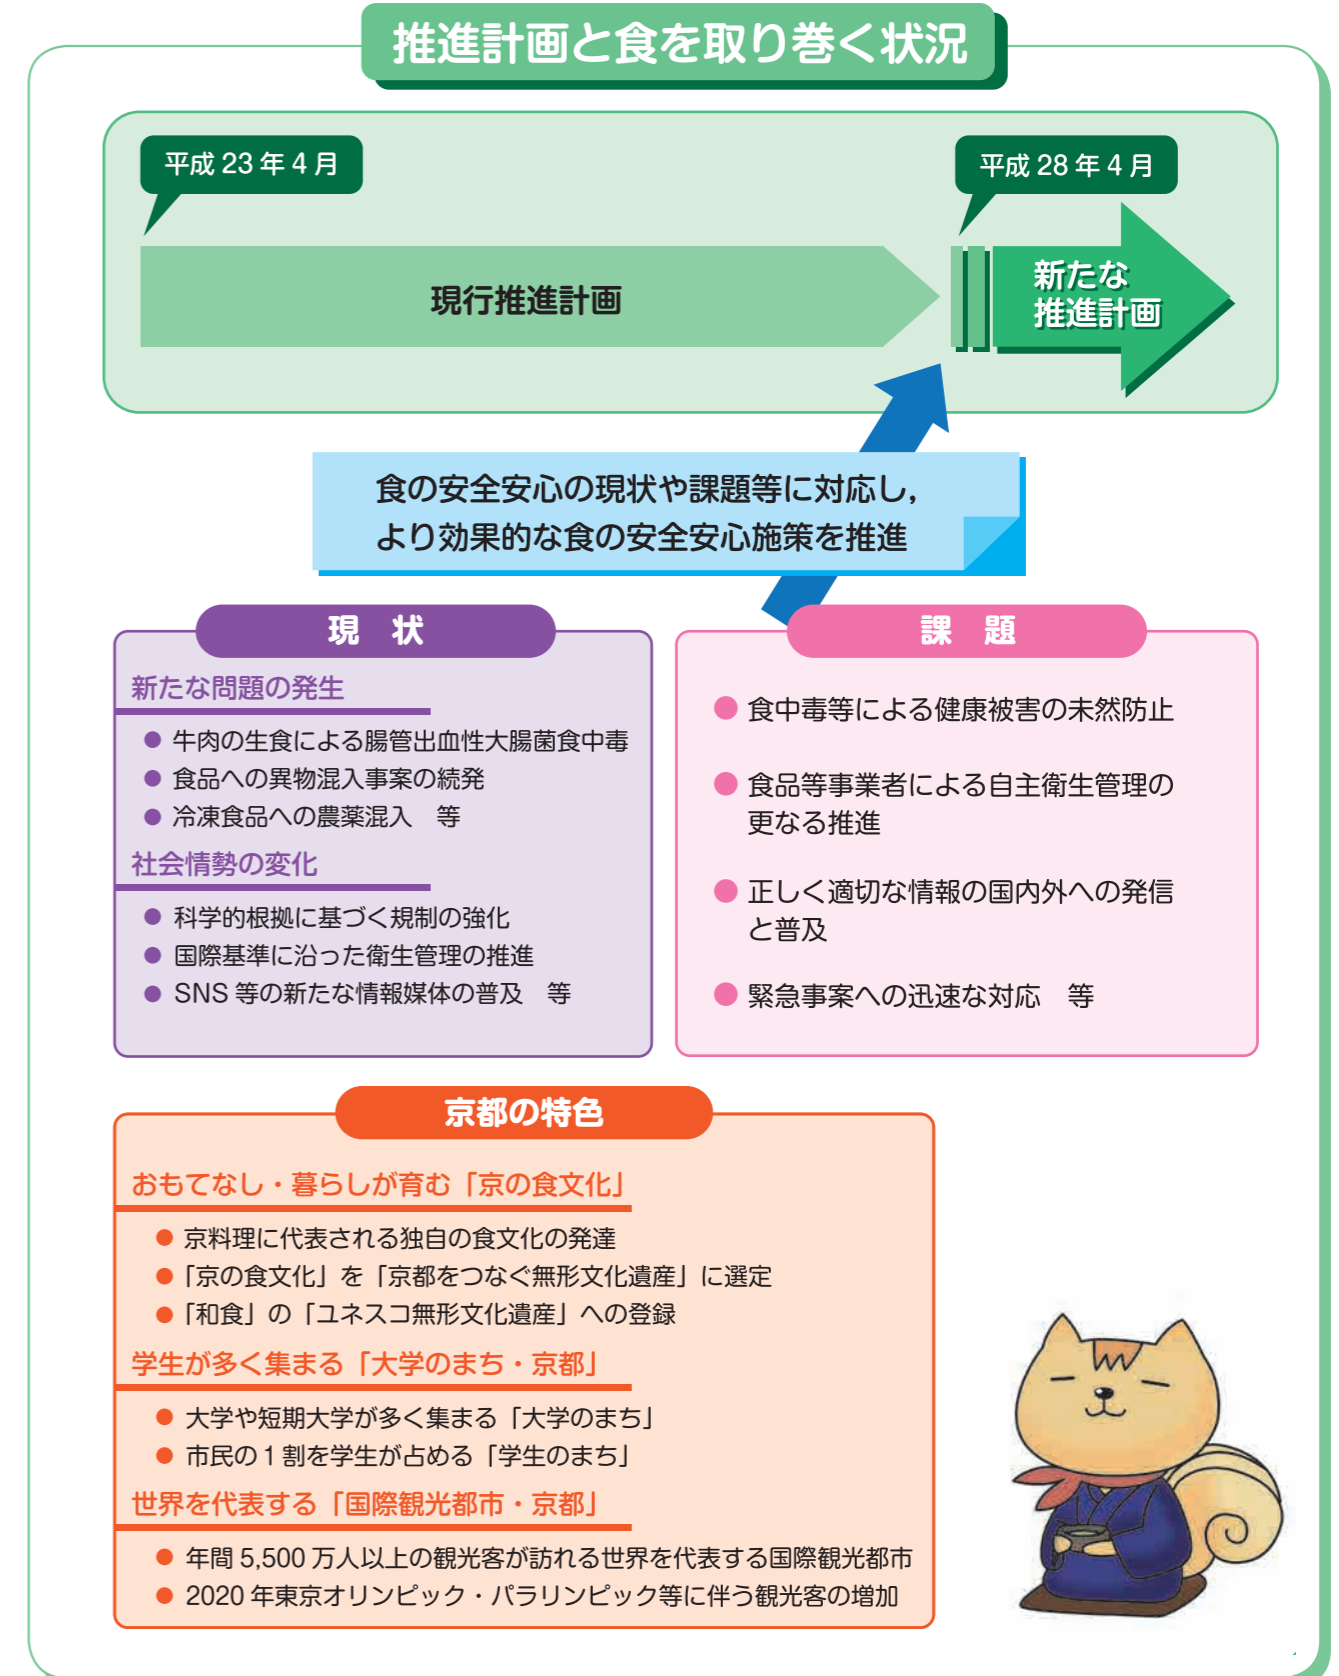 推進計画と食を取り巻く状況
平成 23 年 4 月
平成 28 年 4 月
現行推進計画
新たな
推進計画
食の安全安心の現状や課題等に対応し,
より効果的な食の安全安心施策を推進
現　状
新たな問題の発生
● 牛肉の生食による腸管出血性大腸菌食中毒
● 食品への異物混入事案の続発
● 冷凍食品への農薬混入　等
社会情勢の変化
● 科学的根拠に基づく規制の強化
● 国際基準に沿った衛生管理の推進
● SNS 等の新たな情報媒体の普及　等
課　題
● 食中毒等による健康被害の未然防止
● 食品等事業者による自主衛生管理の
更なる推進
● 正しく適切な情報の国内外への発信
と普及
● 緊急事案への迅速な対応　等
京都の特色
おもてなし・暮らしが育む「京の食文化」
● 京料理に代表される独自の食文化の発達
● 「京の食文化」を「京都をつなぐ無形文化遺産」に選定
● 「和食」の「ユネスコ無形文化遺産」への登録
学生が多く集まる「大学のまち・京都」
● 大学や短期大学が多く集まる「大学のまち」
● 市民の 1 割を学生が占める「学生のまち」
世界を代表する「国際観光都市・京都」
● 年間 5,500 万人以上の観光客が訪れる世界を代表する国際観光都市
● 2020 年東京オリンピック・パラリンピック等に伴う観光客の増加